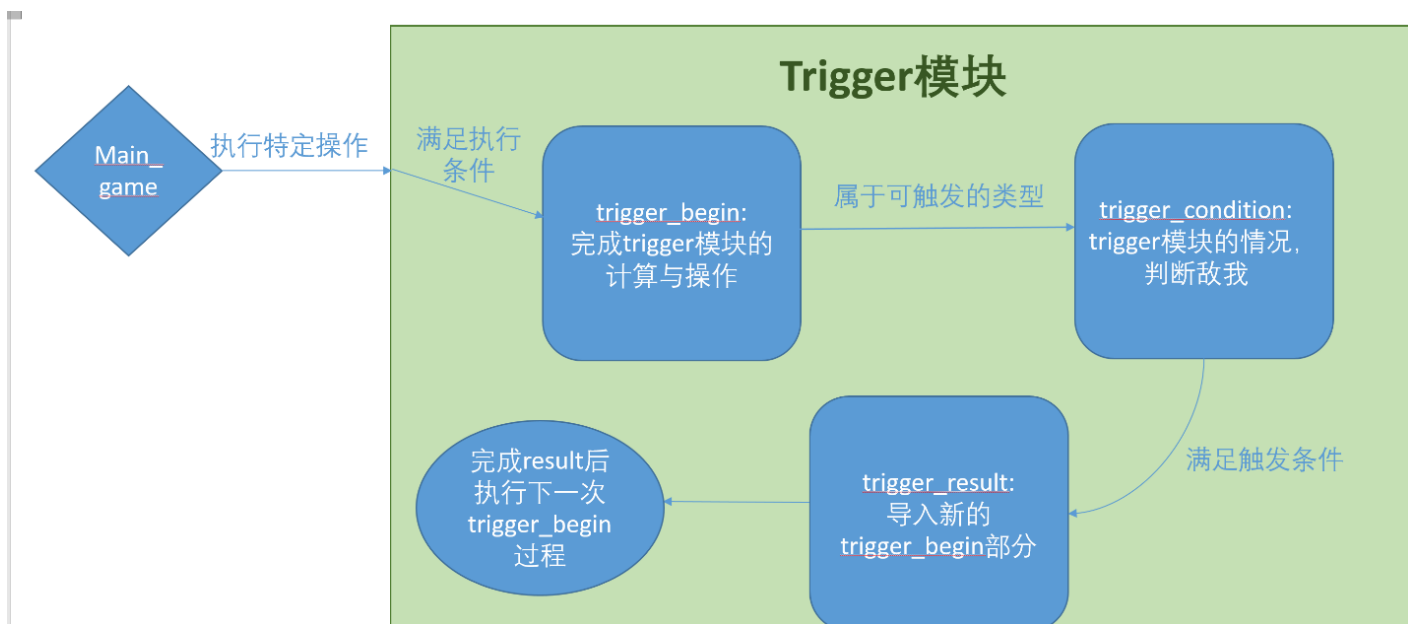 Trigger模块
Main_
game
执行特定操作
满足执行
条件
trigger_begin:
完成trigger模块的
计算与操作
属于可触发的类型
trigger_condition:
trigger模块的情况,
判断敌我
满足触发条件
trigger_result:
导入新的
trigger_begin部分
完成result后
执行下一次
trigger_begin
过程